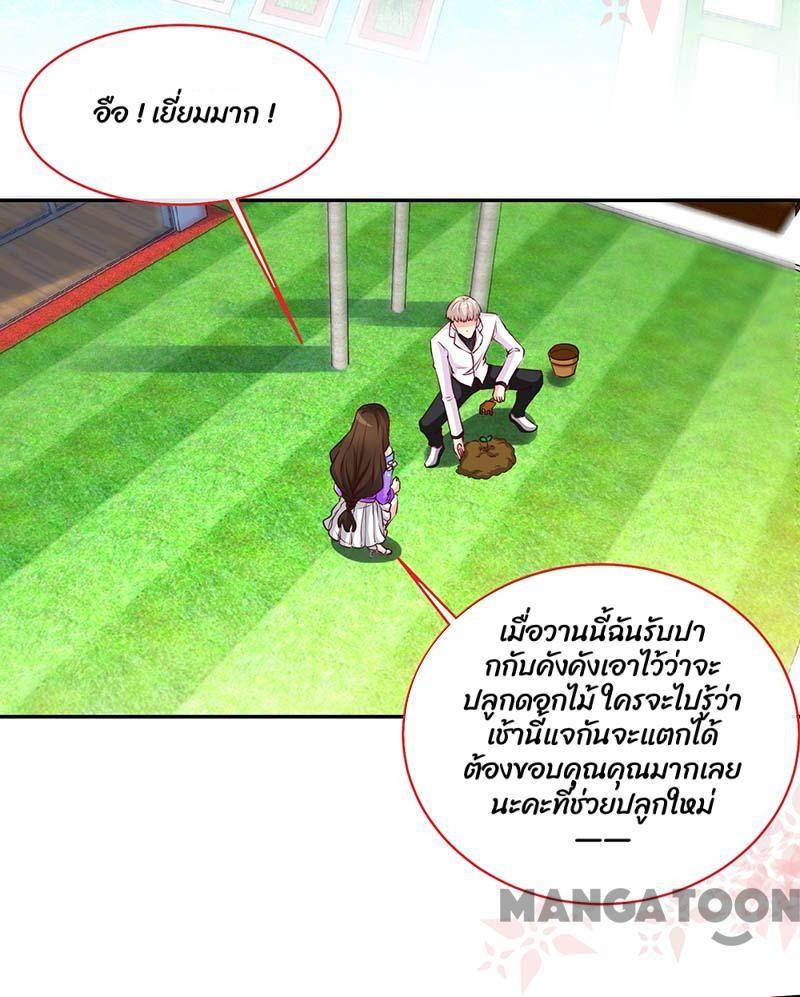 อือ ! เยี่ยมมาก !
เมื่อวานนี้ฉันรับปา
กกับคังคังเอาไว้ว่าจะ
ปลูกดอกไม้ ใครจะไปรู้ว่า
เช้านี้แจกันจะแตกได้
ต้องขอบคุณคุณมากเลย
นะคะที่ช่วยปลูกใหม่
——
MANGATOON